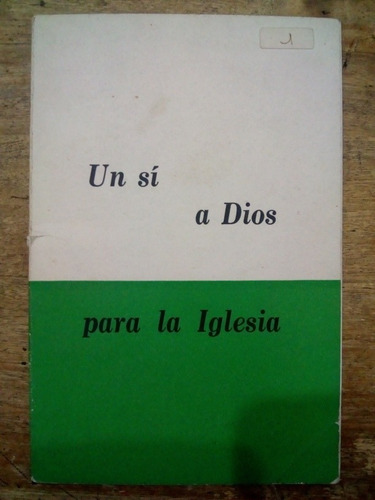 Un sí
a Dios
para la Iglesia